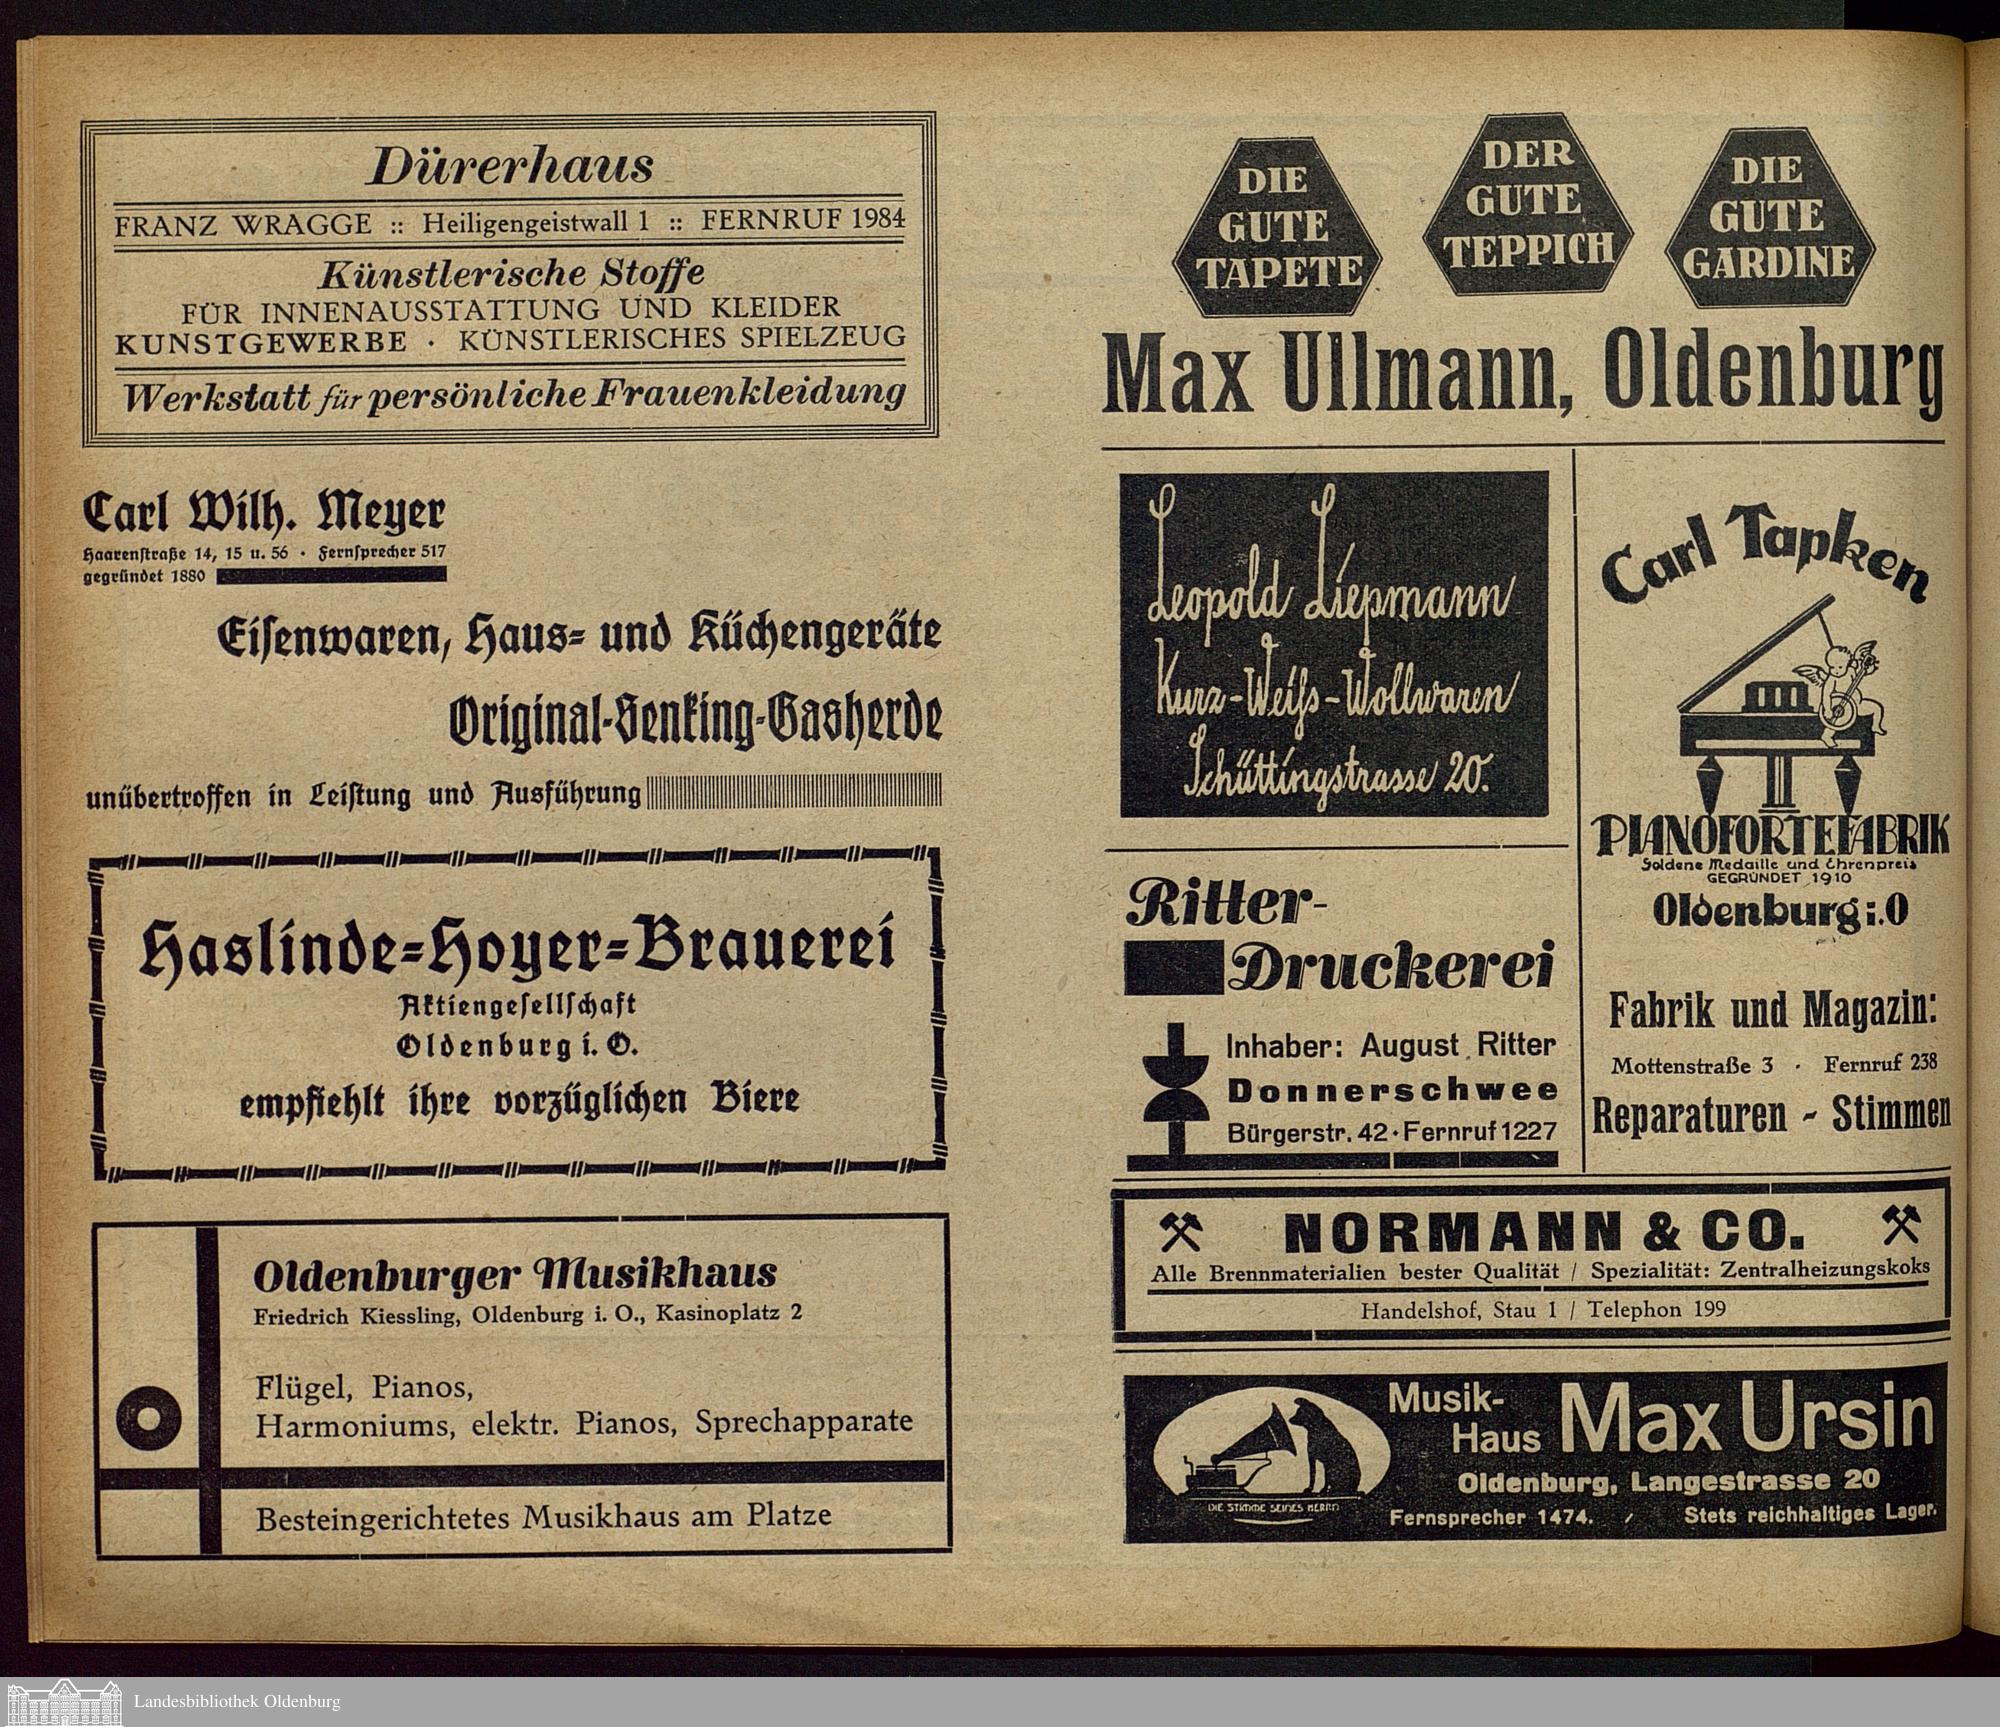 Dürerhaus
FRANZ WRAGGE :: Heiligengeistwall 1 :: FERNRUF 1984
Künstlerische Stoffe
FÜR INNENAUSSTATTUNG UND KLEIDER
KUNSTGEWERBE · KÜNSTLERISCHES SPIELZEUG
Werkstatt für persönliche Frauenkleidung
Carl Wilh. Meyer
Haarenstraße 14, 15 u. 56 · Fernsprecher 517
gegründet 1880
Eisenwaren, Haus- und Küchengeräte
Original-Senking-Gasherde
unübertroffen in Leistung und Ausführung
Haslinde-Hoyer-Brauerei
Aktiengesellschaft
Oldenburg i. O.
empfiehlt ihre vorzüglichen Biere
Oldenburger Musikhaus
Friedrich Kiessling, Oldenburg i. O., Kasinoplatz 2
Flügel, Pianos,
Harmoniums, elektr. Pianos, Sprechapparate
Besteingerichtetes Musikhaus am Platze
DIE
GUTE
TAPETE
DER
GUTE
TEPPICH
DIE
GUTE
GARDINE
Max Ullmann, Oldenburg
Leopold Liepmann
Kurz-Weiß-Wollwaren
Schüttingstrasse 20.
Ritter-
Druckerei
Inhaber: August Ritter
Donnerschwee
Bürgerstr. 42 · Fernruf 1227
Carl Tapken
PIANOFORTEFABRIK
Goldene Medaille und Ehrenpreis
GEGRÜNDET 1910
Oldenburg i. O
Fabrik und Magazin:
Mottenstraße 3 · Fernruf 238
Reparaturen - Stimmen
NORMANN & CO.
Alle Brennmaterialien bester Qualität / Spezialität: Zentralheizungskoks
Handelshof, Stau 1 / Telephon 199
Musik-
Haus Max Ursin
Oldenburg, Langestrasse 20
Fernsprecher 1474. / Stets reichhaltiges Lager.
DIE STIMME SEINES HERRN
Landesbibliothek Oldenburg